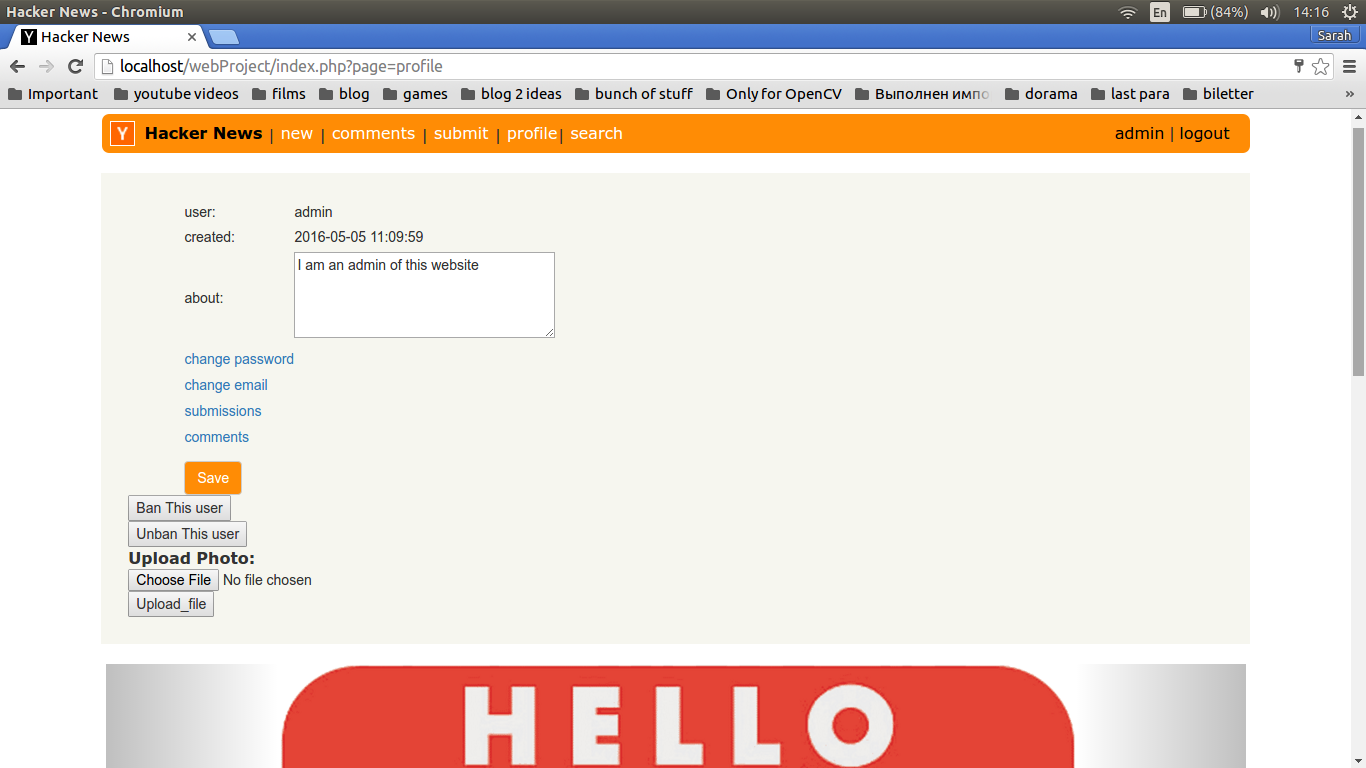 Hacker News - Chromium En (84%) 14:16
Y Hacker News Sarah
localhost/webProject/index.php?page=profile
Important youtube videos films blog games blog 2 ideas bunch of stuff Only for OpenCV Выполнен импо dorama last para biletter »
Y Hacker News | new | comments | submit | profile | search admin | logout
user: admin
created: 2016-05-05 11:09:59
I am an admin of this website
about:
change password
change email
submissions
comments
Save
Ban This user
Unban This user
Upload Photo:
Choose File No file chosen
Upload_file
HELLO